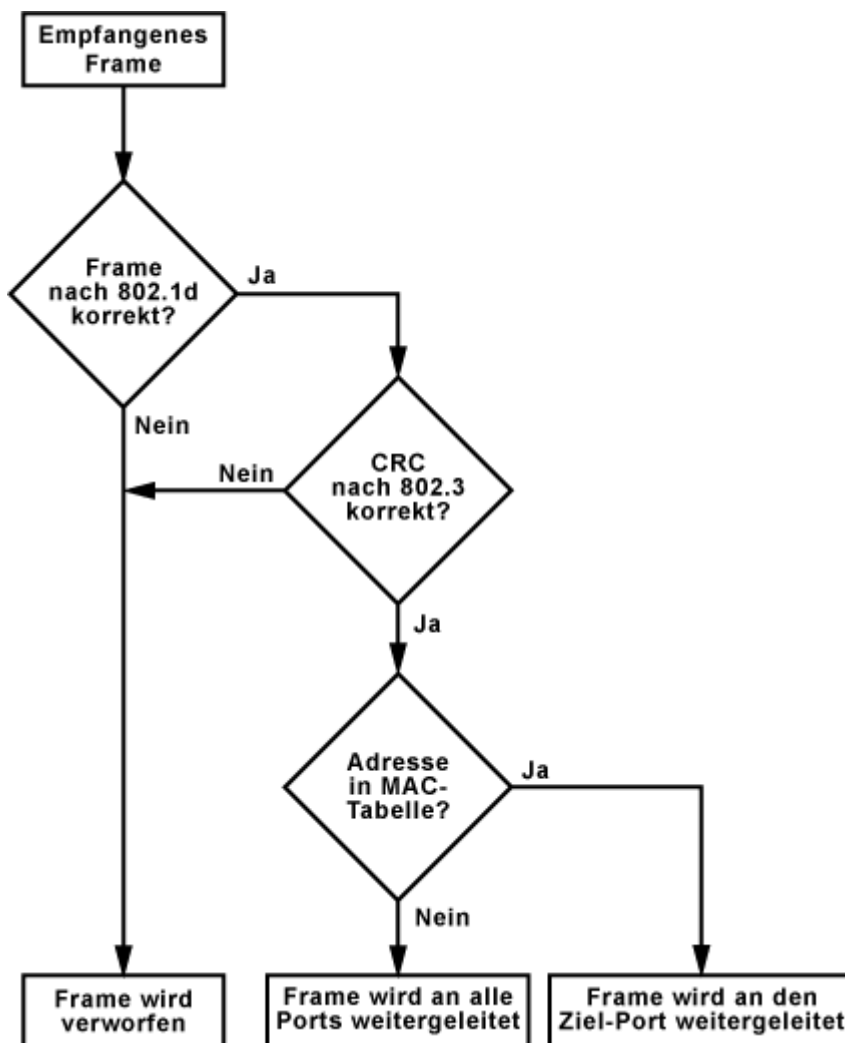 Empfangenes
Frame
Frame
nach 802.1d
korrekt?
Ja
Nein
Nein
CRC
nach 802.3
korrekt?
Ja
Adresse
in MAC-
Tabelle?
Ja
Nein
Frame wird
verworfen
Frame wird an alle
Ports weitergeleitet
Frame wird an den
Ziel-Port weitergeleitet